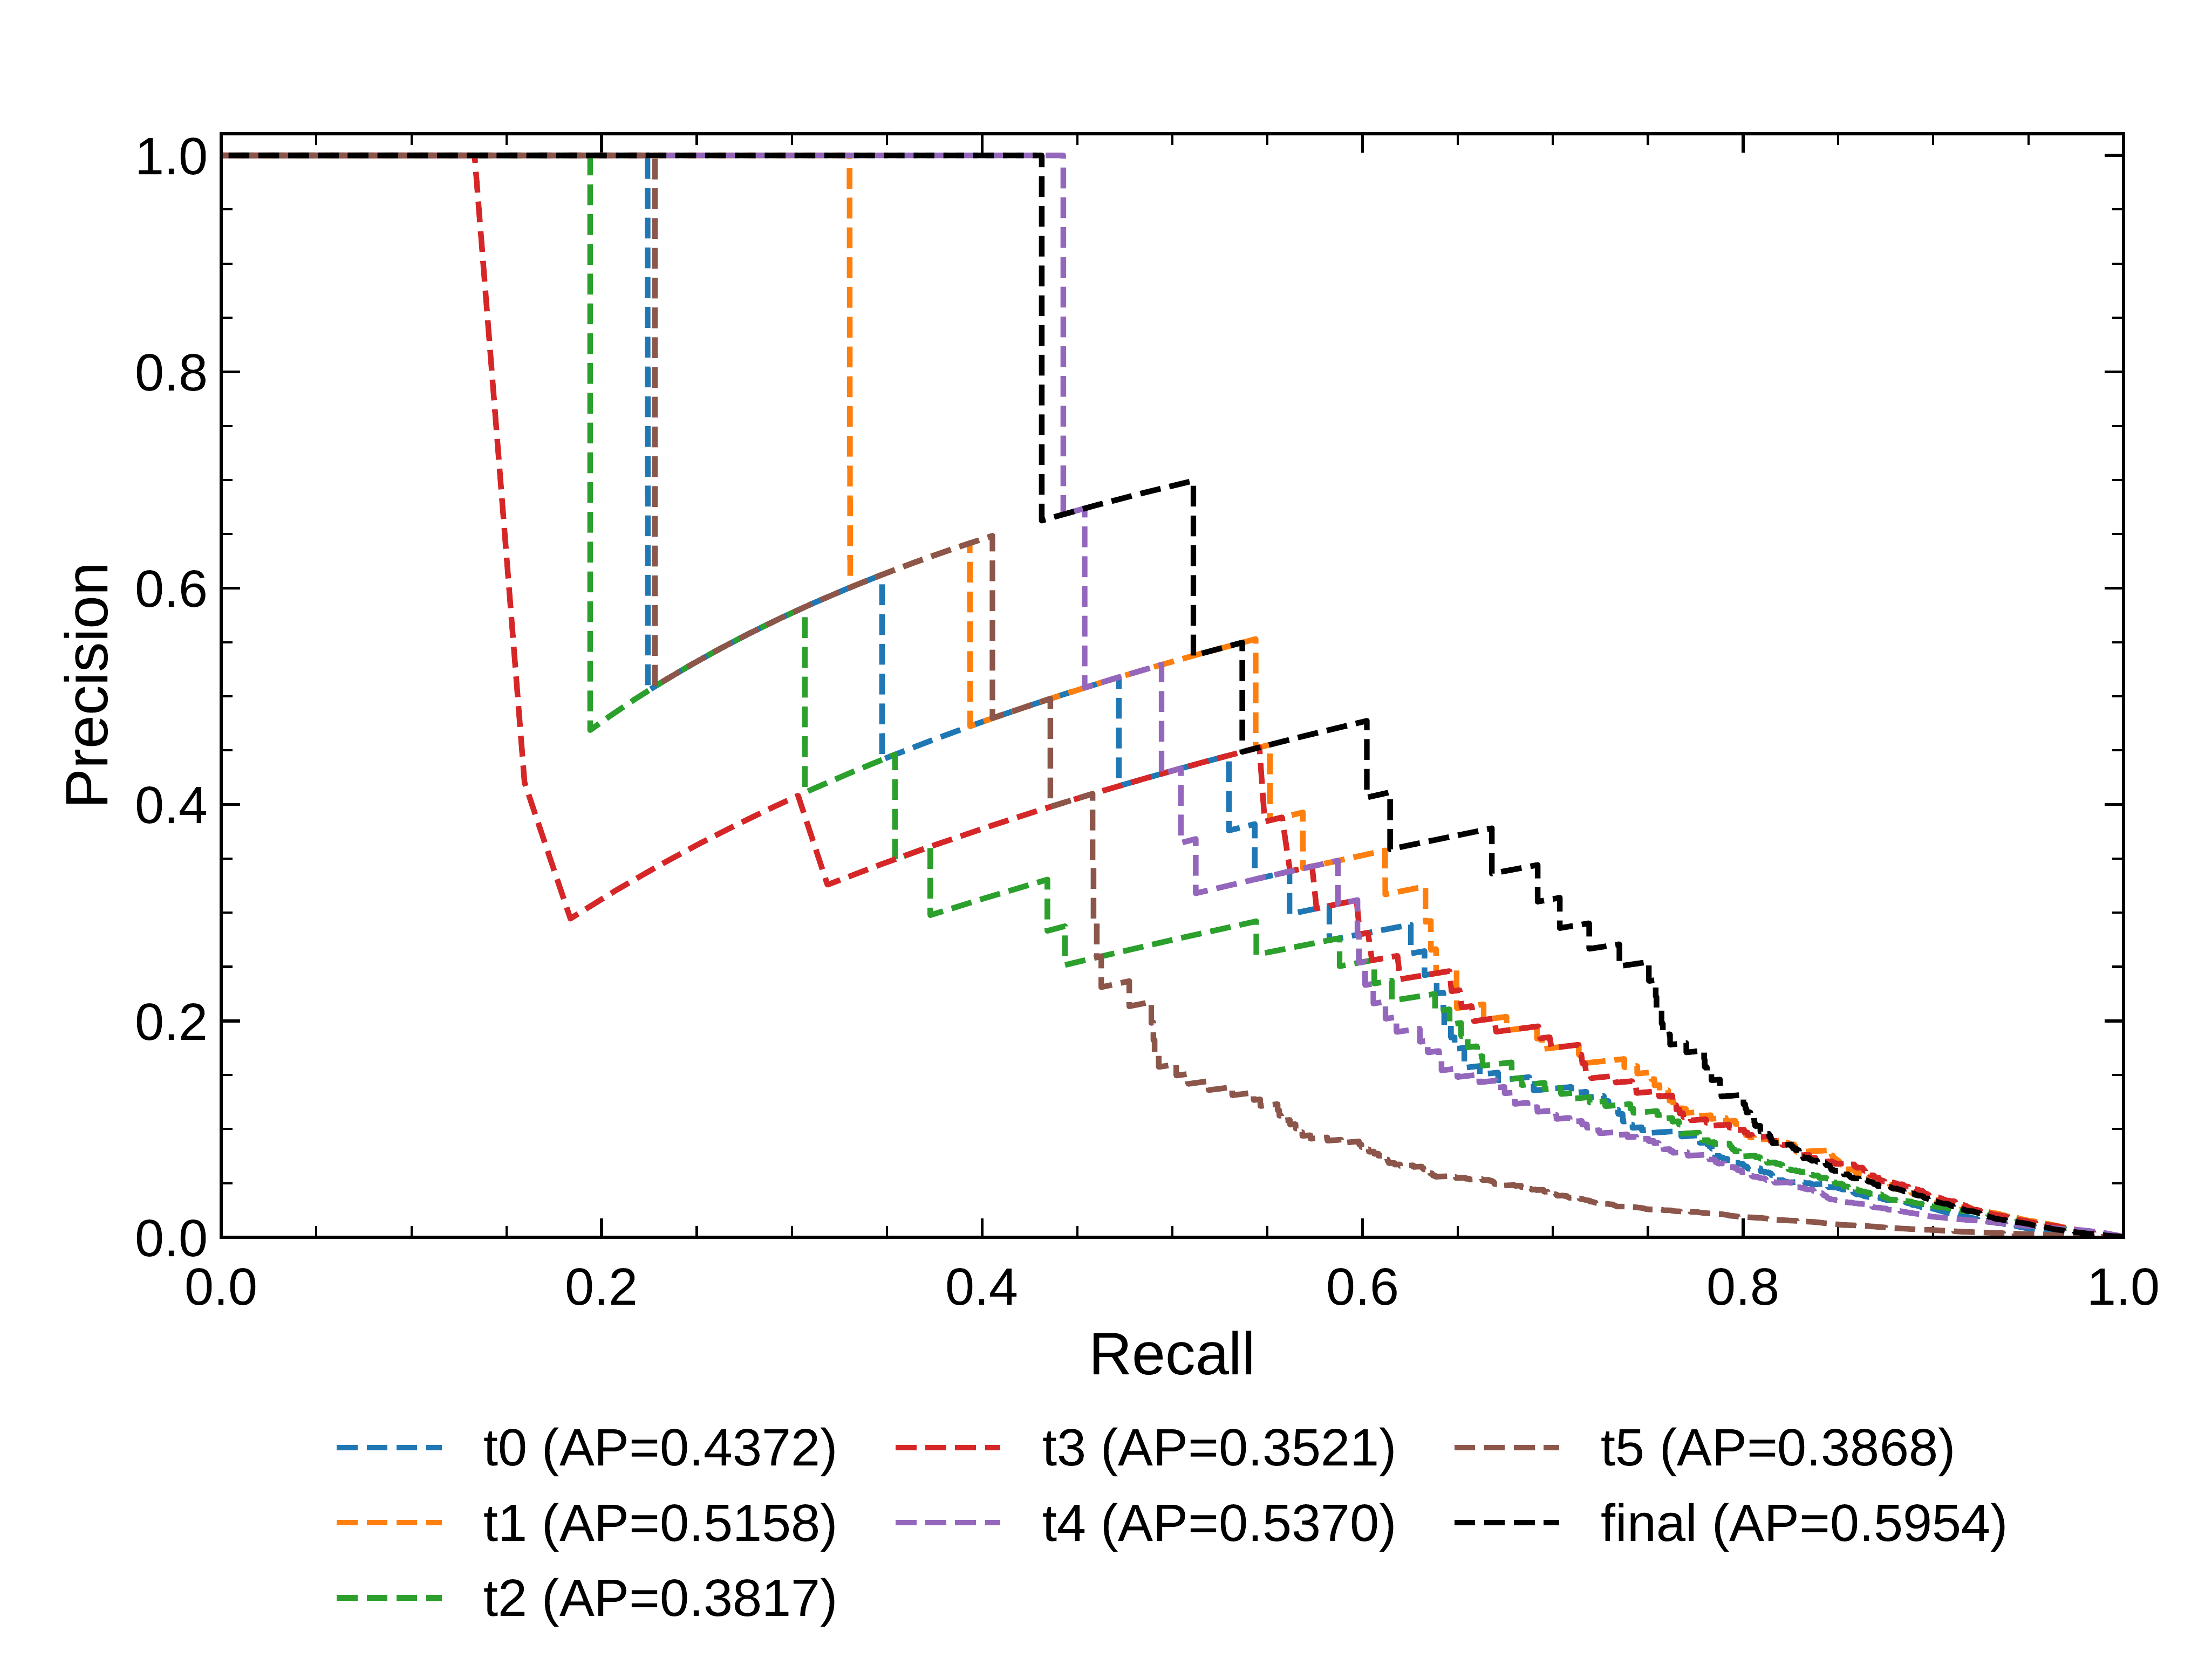 1.0
0.8
0.6
0.4
0.2
0.0
Precision
0.0 0.2 0.4 0.6 0.8 1.0
Recall
t0 (AP=0.4372) t3 (AP=0.3521) t5 (AP=0.3868)
t1 (AP=0.5158) t4 (AP=0.5370) final (AP=0.5954)
t2 (AP=0.3817)